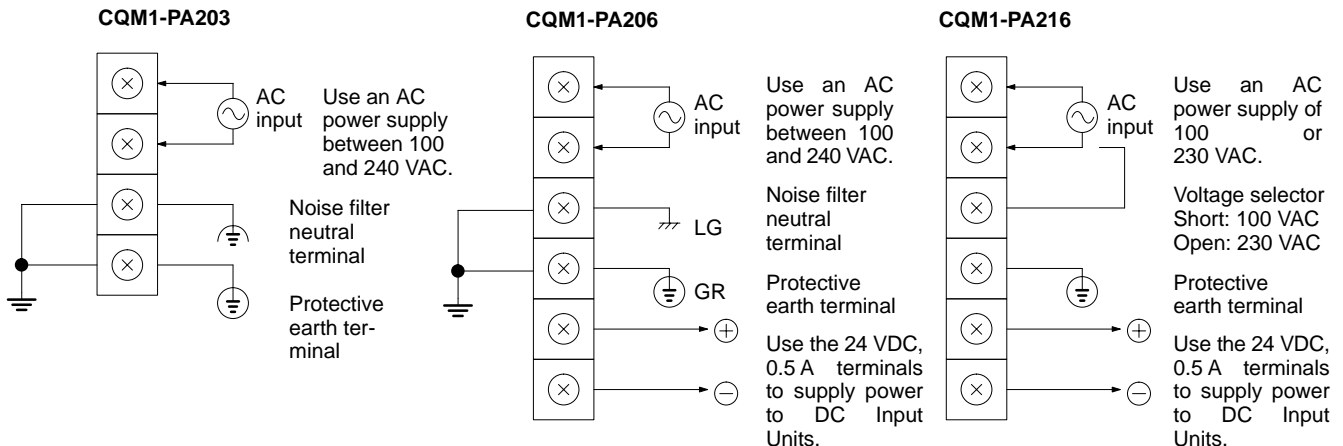 CQM1-PA203
AC
input
Use an AC
power supply
between 100
and 240 VAC.
Noise filter
neutral
terminal
Protective
earth ter-
minal
CQM1-PA206
AC
input
Use an AC
power supply
between 100
and 240 VAC.
LG
Noise filter
neutral
terminal
GR
Protective
earth terminal
+
−
Use the 24 VDC,
0.5 A terminals
to supply power
to DC Input
Units.
CQM1-PA216
AC
input
Use an AC
power supply of
100 or
230 VAC.
Voltage selector
Short: 100 VAC
Open: 230 VAC
Protective
earth terminal
+
−
Use the 24 VDC,
0.5 A terminals
to supply power
to DC Input
Units.